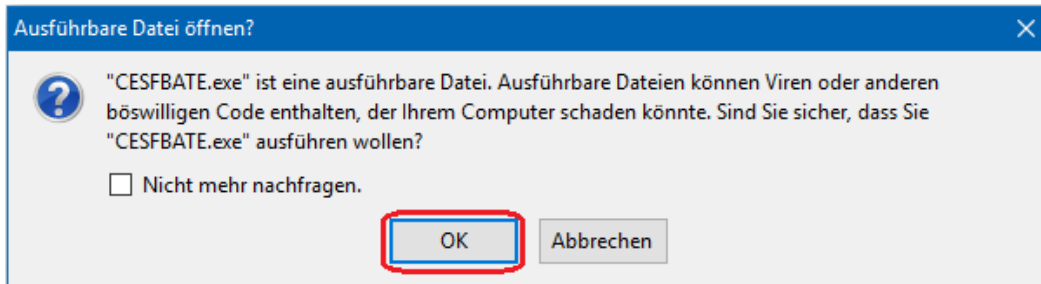 Ausführbare Datei öffnen?
"CESFBATE.exe" ist eine ausführbare Datei. Ausführbare Dateien können Viren oder anderen
böswilligen Code enthalten, der Ihrem Computer schaden könnte. Sind Sie sicher, dass Sie
"CESFBATE.exe" ausführen wollen?
Nicht mehr nachfragen.
OK Abbrechen